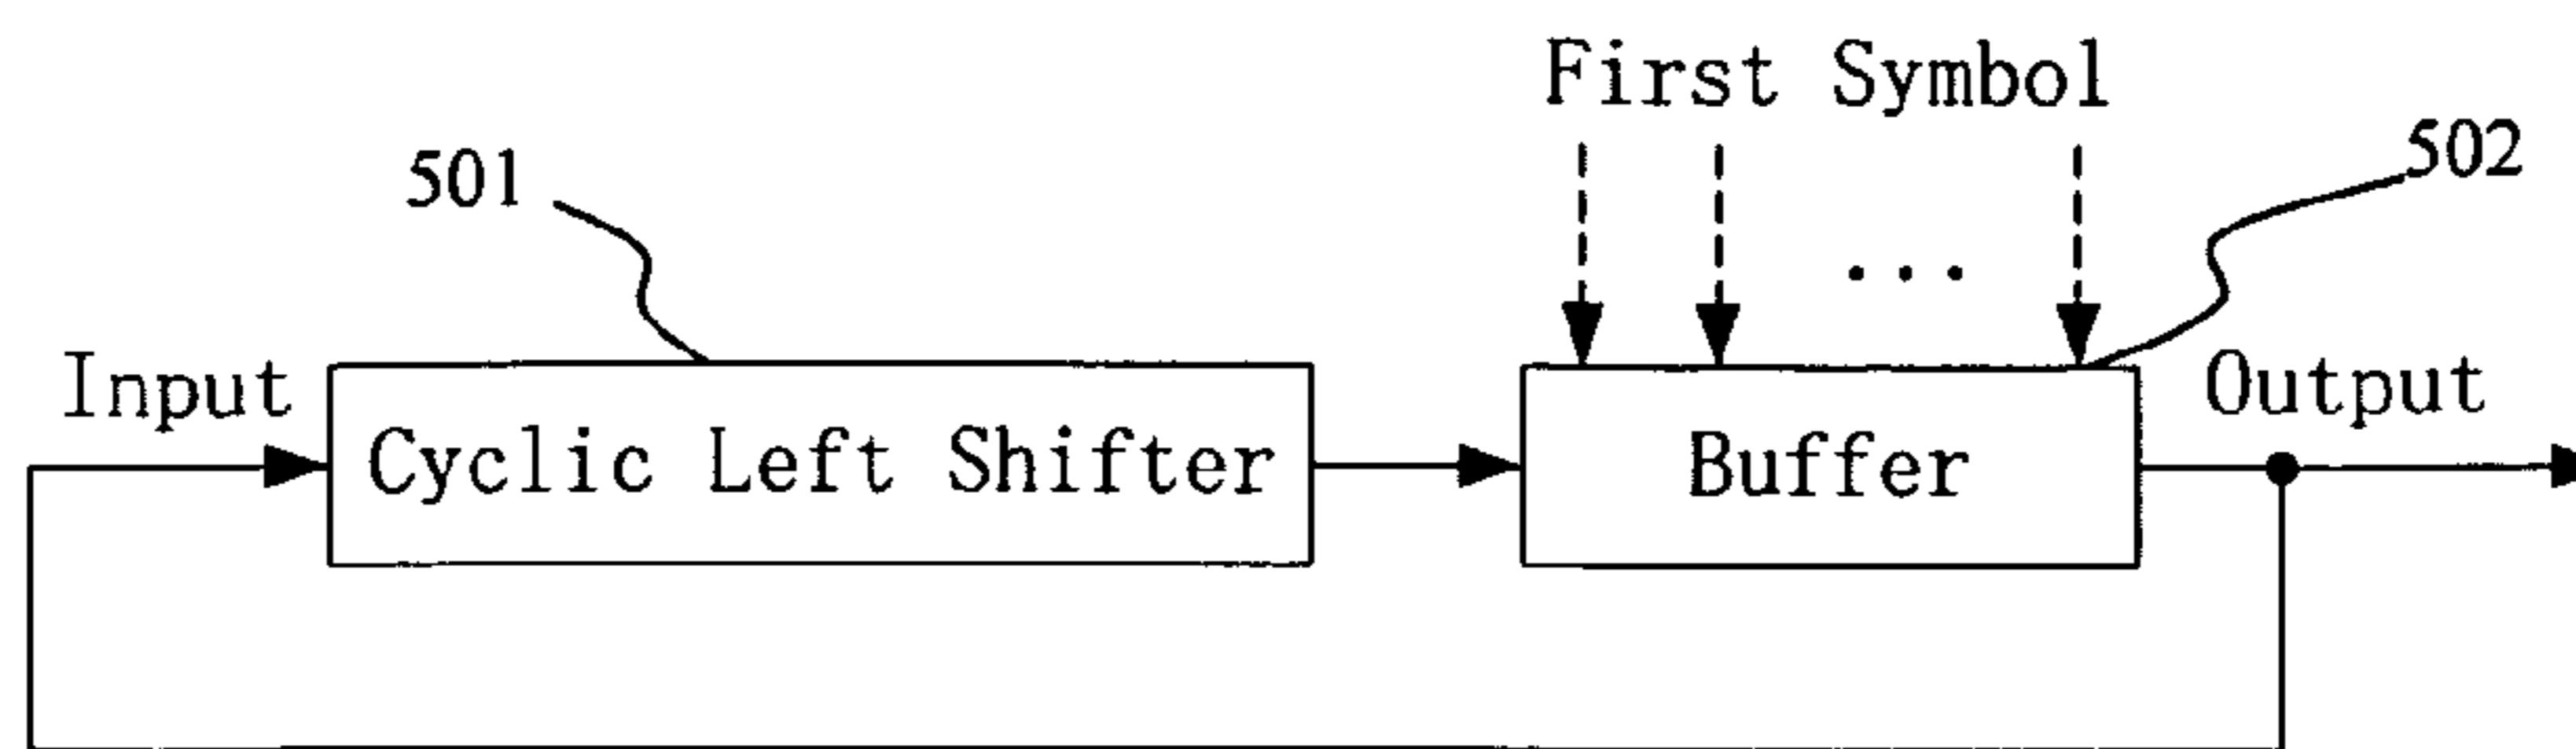 First Symbol
501
502
Input
Output
Cyclic Left Shifter
Buffer